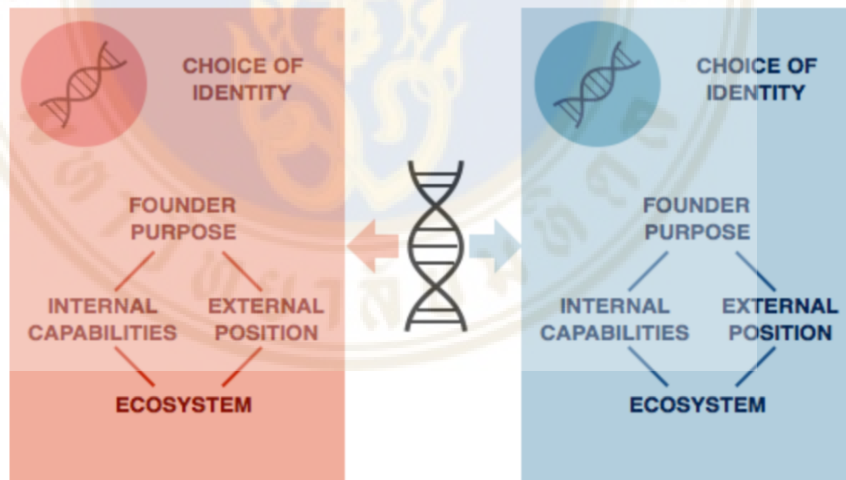 CHOICE OF
IDENTITY
FOUNDER
PURPOSE
INTERNAL
CAPABILITIES
EXTERNAL
POSITION
ECOSYSTEM
CHOICE OF
IDENTITY
FOUNDER
PURPOSE
INTERNAL
CAPABILITIES
EXTERNAL
POSITION
ECOSYSTEM